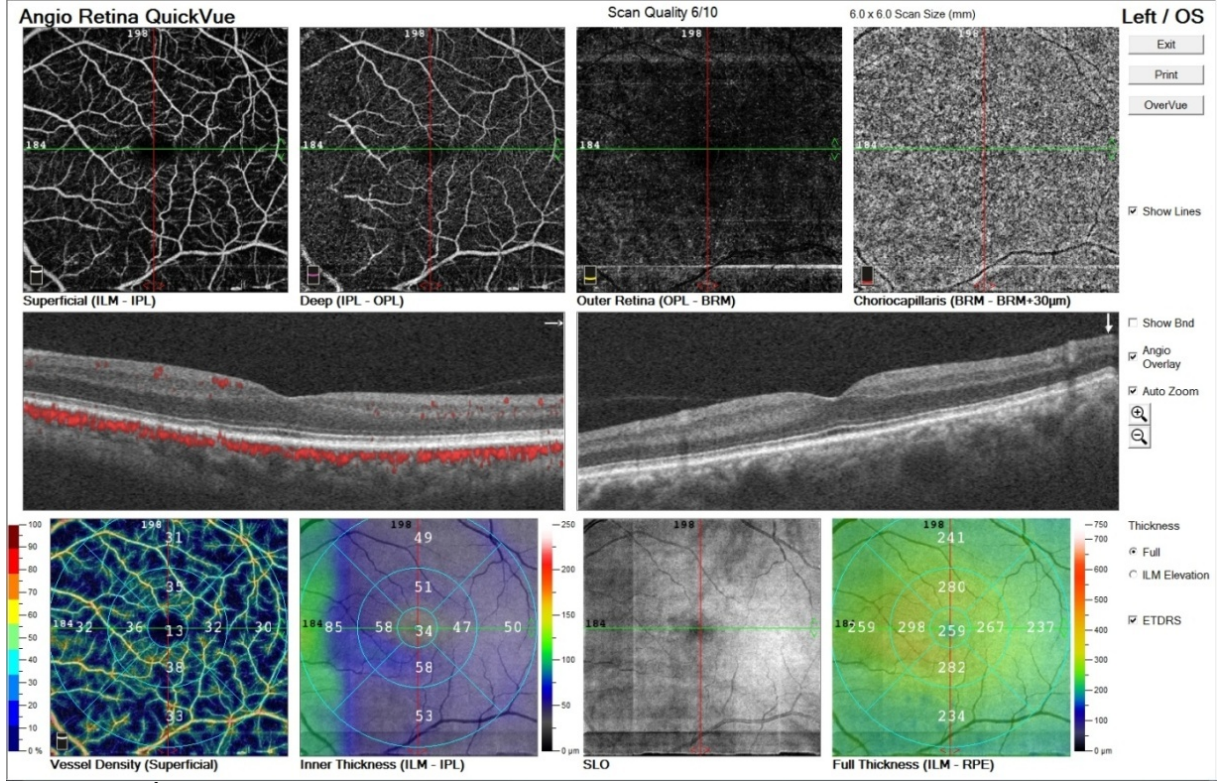 Angio Retina QuickVue
Scan Quality 6/10
6.0 x 6.0 Scan Size (mm)
Left / OS
Exit
Print
OverVue
198
198
198
198
184
184
184
184
Show Lines
Superficial (ILM - IPL)
Deep (IPL - OPL)
Outer Retina (OPL - BRM)
Choriocapillaris (BRM - BRM+30µm)
Show Bnd
Angio
Overlay
Auto Zoom
100
90
80
70
60
50
40
30
20
10
0 %
198
31
35
184 32 36 13 32 30
38
33
Vessel Density (Superficial)
198
49
51
184 85 58 34 47 50
58
53
Inner Thickness (ILM - IPL)
250
200
150
100
50
0 µm
198
184
SLO
198
241
280
184 259 298 259 267 237
282
234
Full Thickness (ILM - RPE)
750
700
600
500
400
300
200
100
0 µm
Thickness
Full
ILM Elevation
ETDRS